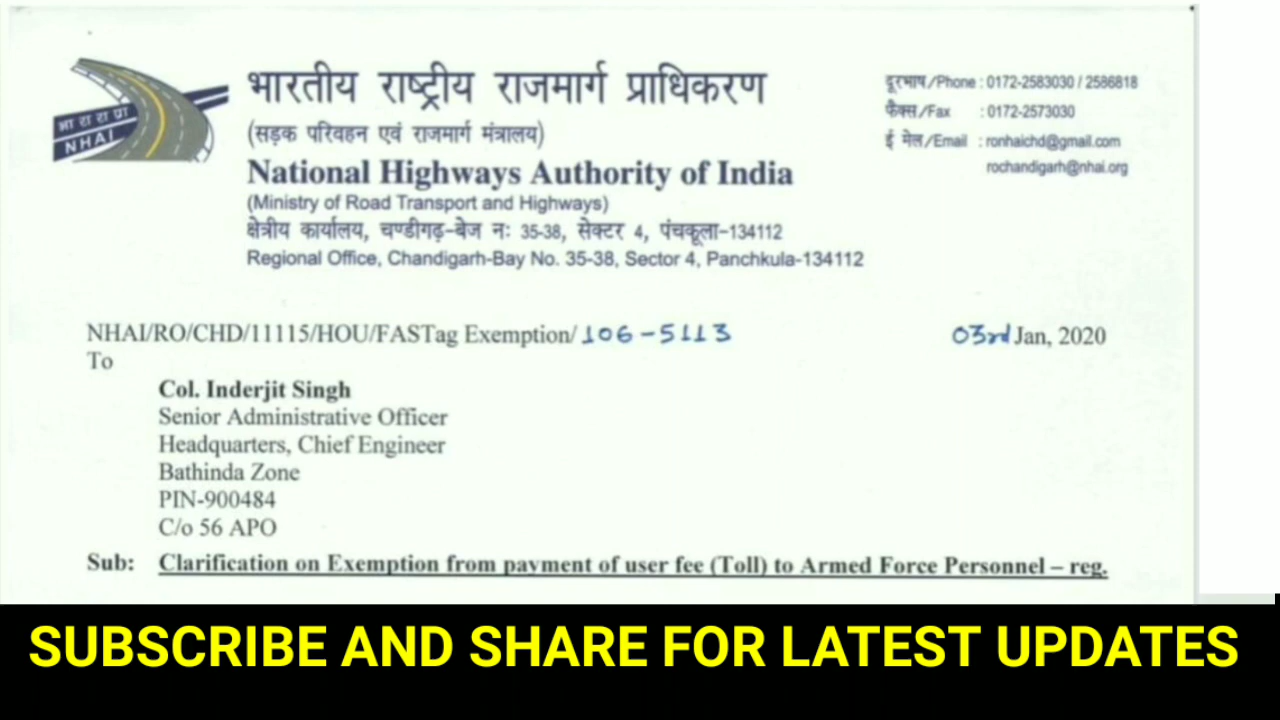 भा रा रा प्रा
NHAI
भारतीय राष्ट्रीय राजमार्ग प्राधिकरण
(सड़क परिवहन एवं राजमार्ग मंत्रालय)
National Highways Authority of India
(Ministry of Road Transport and Highways)
क्षेत्रीय कार्यालय, चण्डीगढ़-बेज नः 35-38, सेक्टर 4, पंचकूला-134112
Regional Office, Chandigarh-Bay No. 35-38, Sector 4, Panchkula-134112
दूरभाष/Phone : 0172-2583030 / 2586818
फैक्स/Fax : 0172-2573030
ई मेल/Email : ronhaichd@gmail.com
rochandigarh@nhai.org
NHAI/RO/CHD/11115/HOU/FASTag Exemption/ 106-5113 03rd Jan, 2020
To
Col. Inderjit Singh
Senior Administrative Officer
Headquarters, Chief Engineer
Bathinda Zone
PIN-900484
C/o 56 APO
Sub: Clarification on Exemption from payment of user fee (Toll) to Armed Force Personnel – reg.
SUBSCRIBE AND SHARE FOR LATEST UPDATES